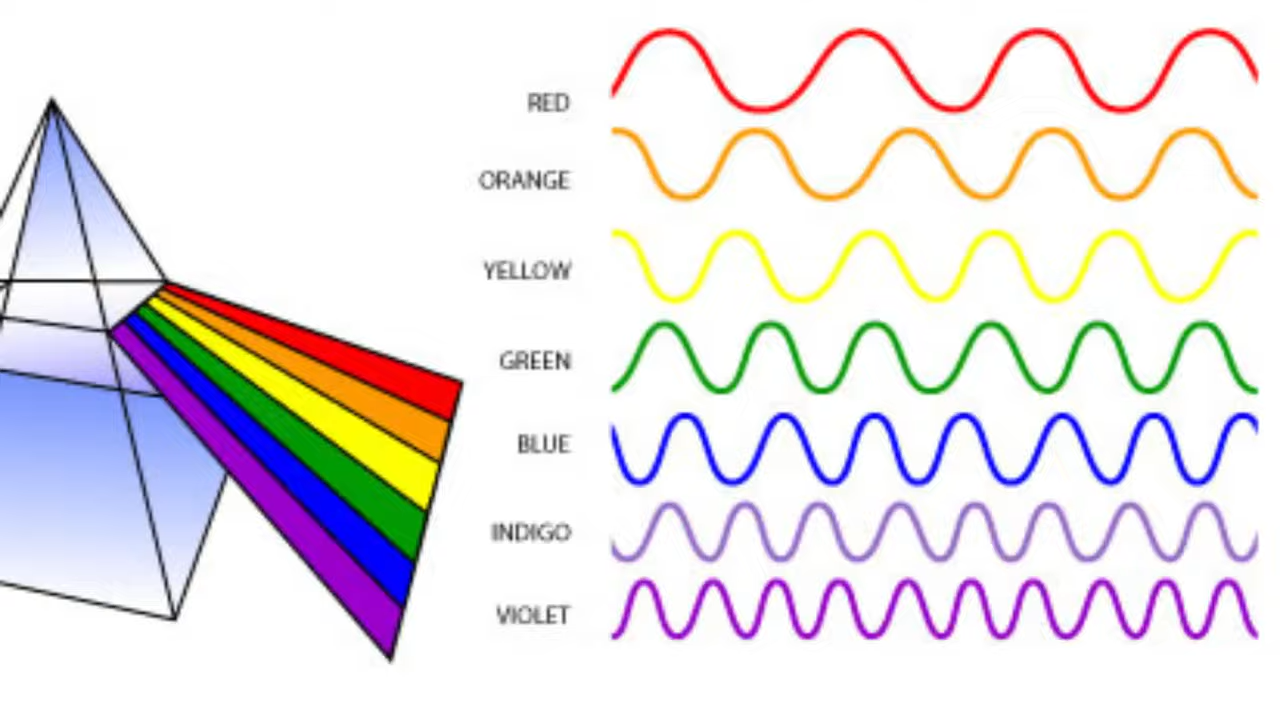 RED
ORANGE
YELLOW
GREEN
BLUE
INDIGO
VIOLET